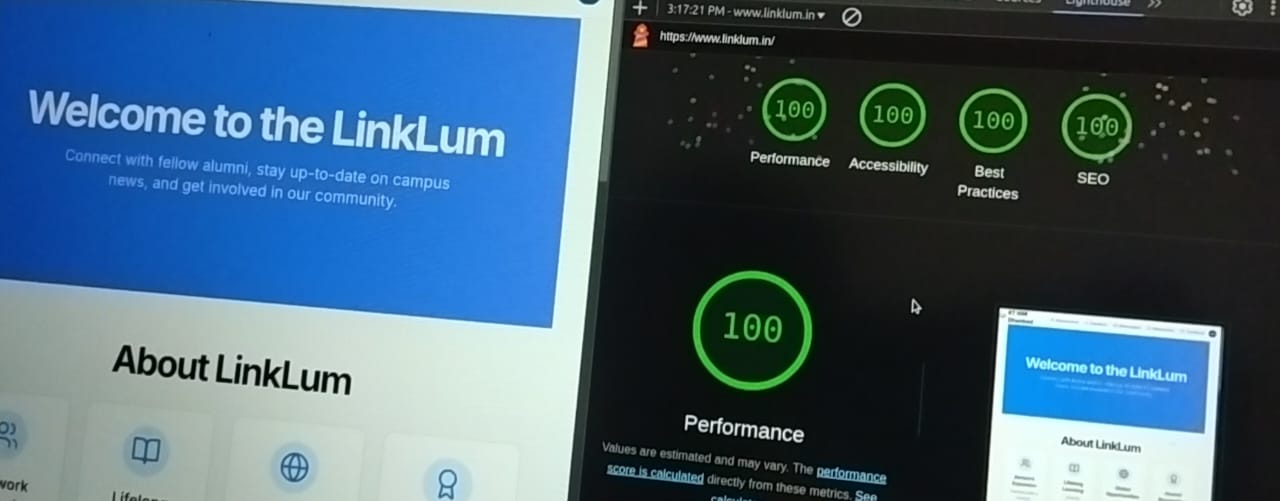 Welcome to the LinkLum
Connect with fellow alumni, stay up-to-date on campus
news, and get involved in our community.
About LinkLum
3:17:21 PM - www.linklum.in
Lighthouse
https://www.linklum.in/
100
Performance
100
Accessibility
100
Best
Practices
100
SEO
100
Performance
Values are estimated and may vary. The performance
score is calculated directly from these metrics. See
Welcome to the LinkLum
About LinkLum